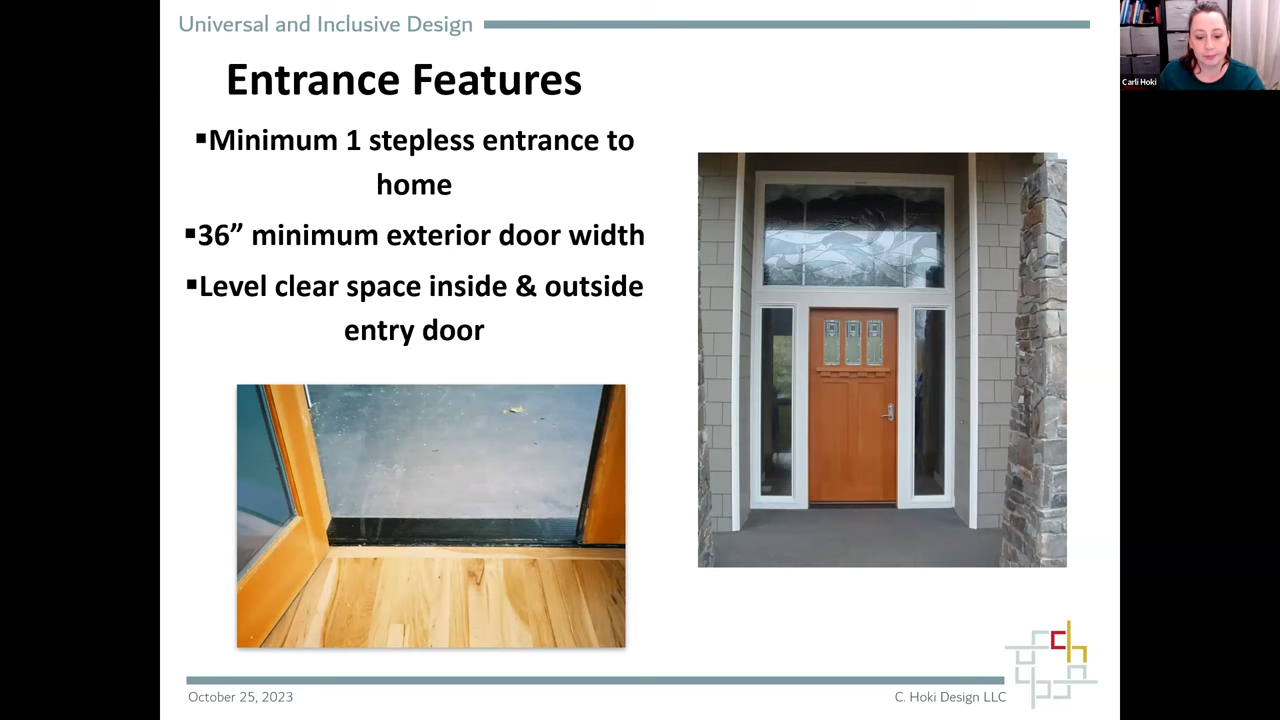 Universal and Inclusive Design
Carli Hoki
Entrance Features
▪Minimum 1 stepless entrance to
home
▪36” minimum exterior door width
▪Level clear space inside & outside
entry door
ch
October 25, 2023
C. Hoki Design LLC